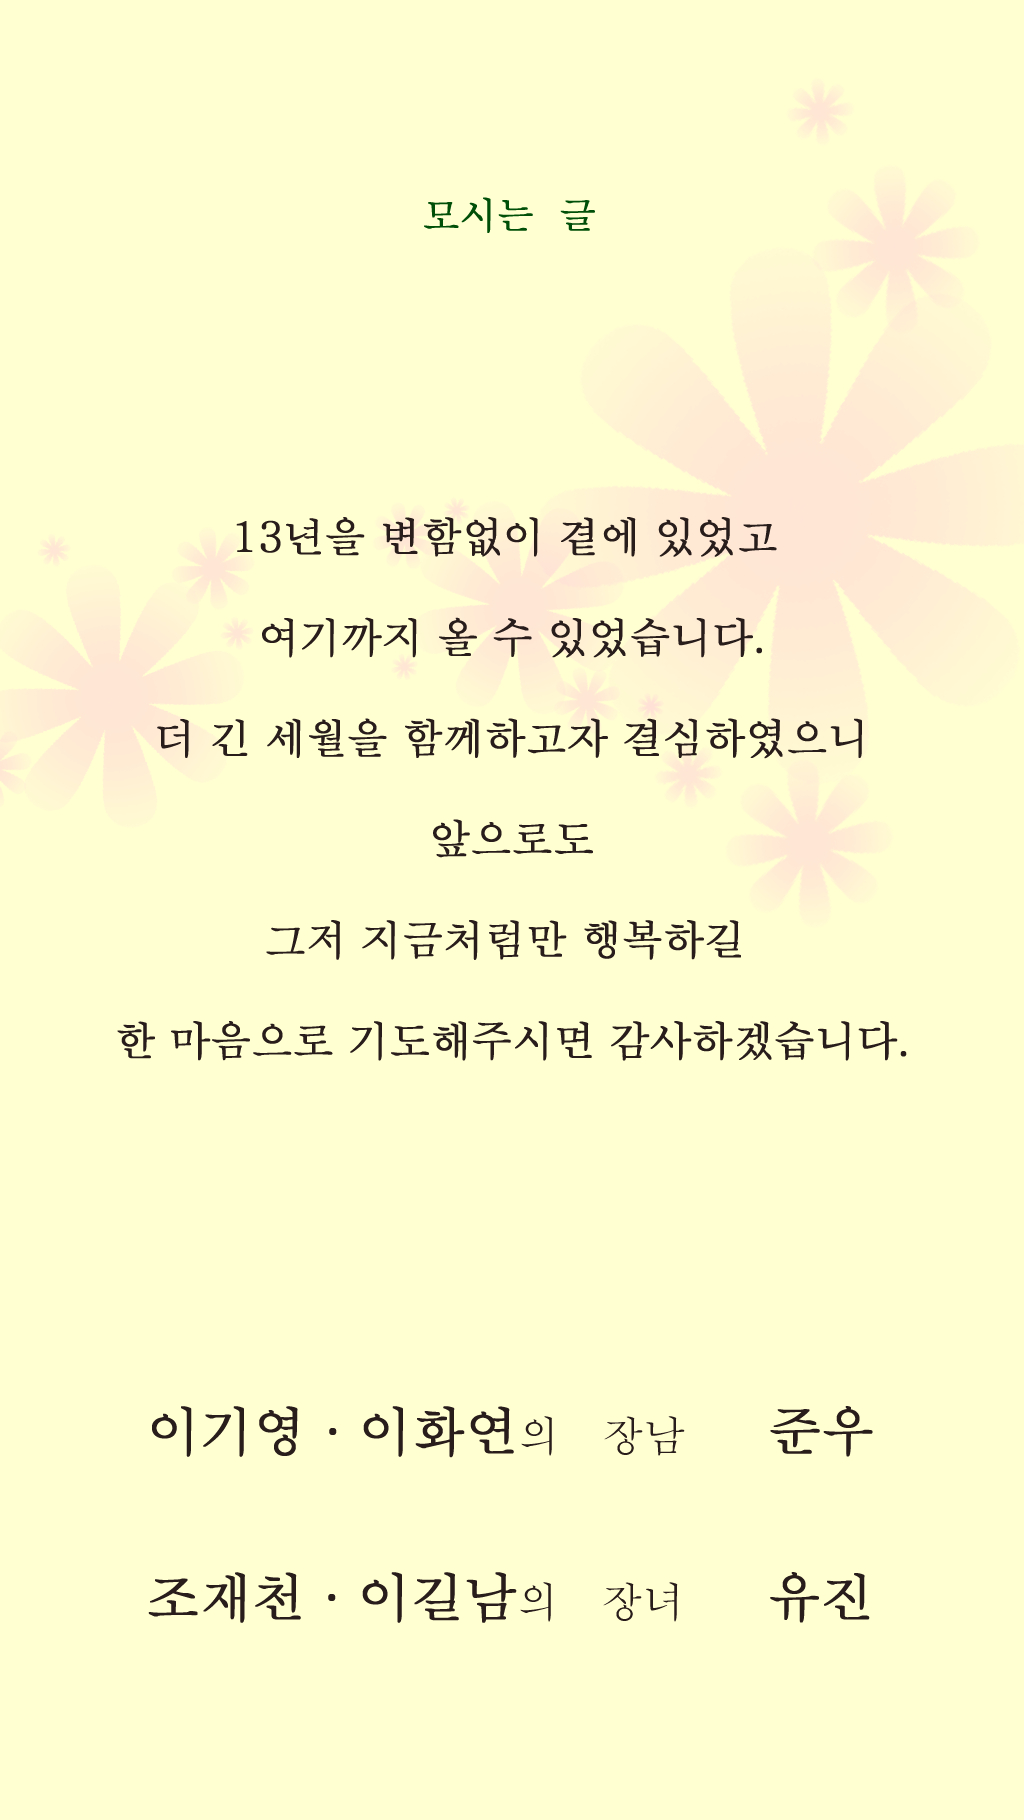 모시는 글
13년을 변함없이 곁에 있었고
여기까지 올 수 있었습니다.
더 긴 세월을 함께하고자 결심하였으니
앞으로도
그저 지금처럼만 행복하길
한 마음으로 기도해주시면 감사하겠습니다.
이기영 · 이화연의 장남 준우
조재천 · 이길남의 장녀 유진